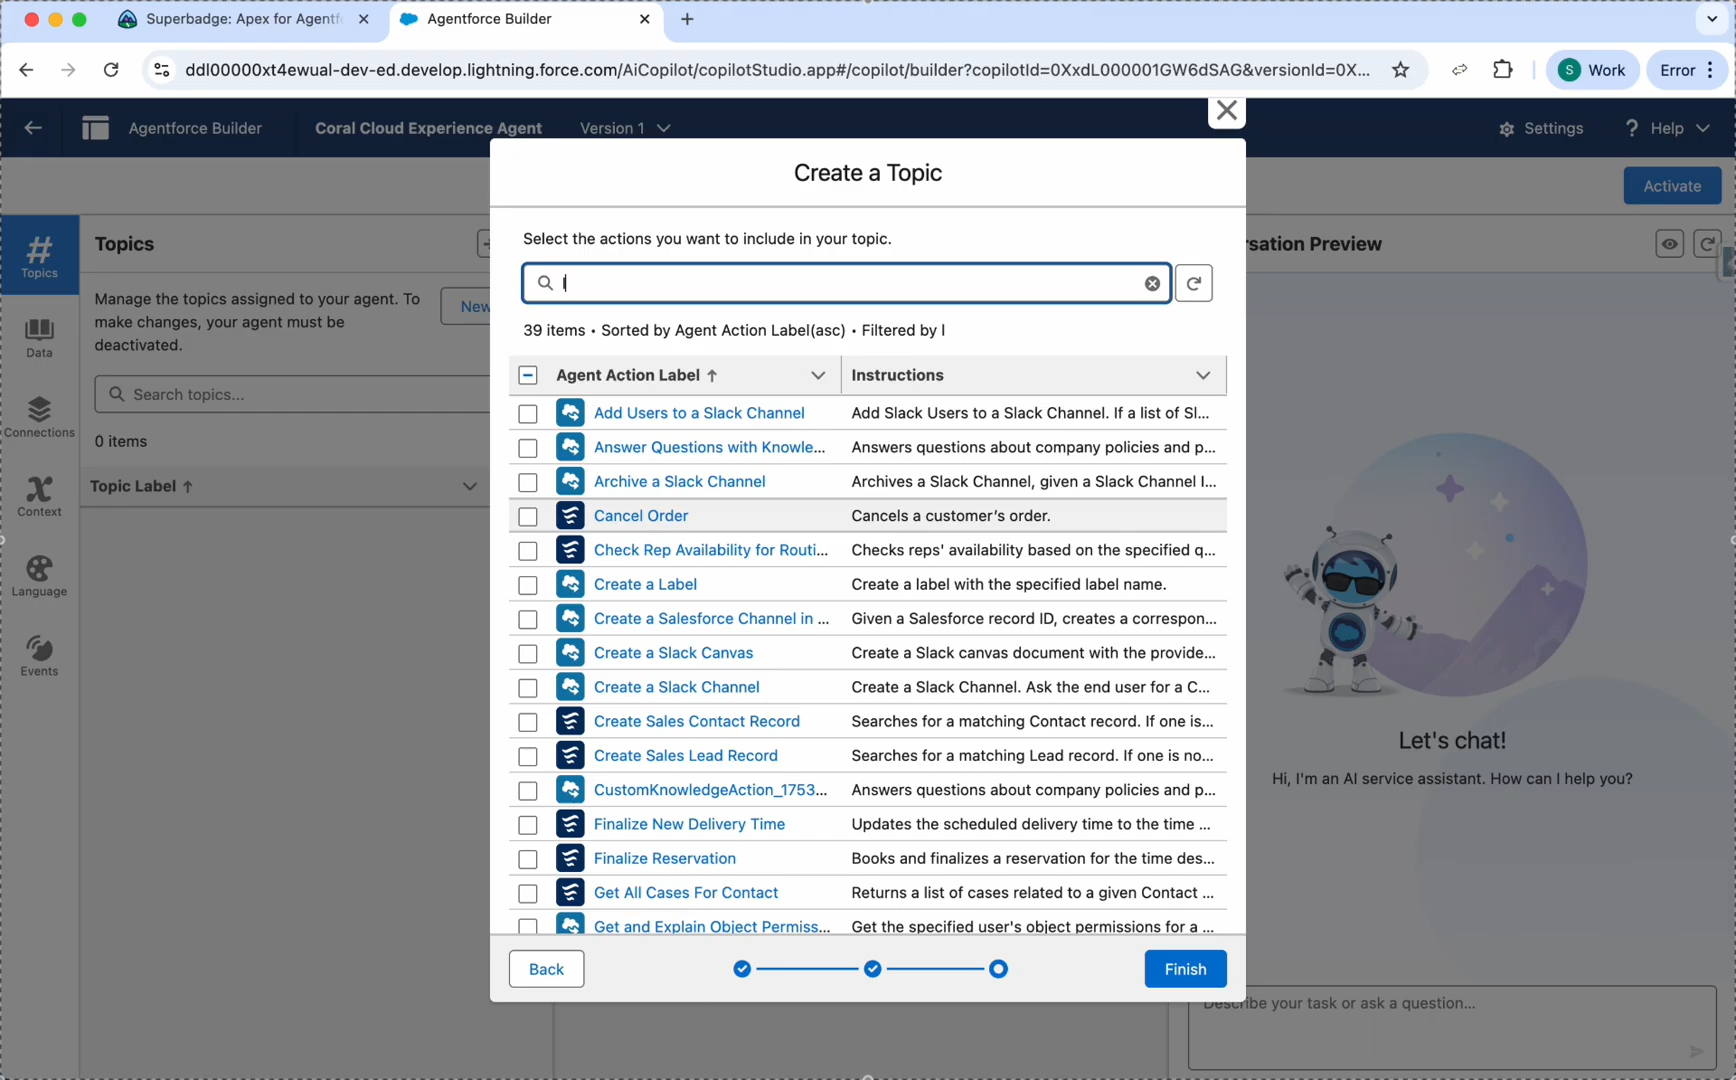 Superbadge: Apex for Agentf
Agentforce Builder
ddl00000xt4ewual-dev-ed.develop.lightning.force.com/AiCopilot/copilotStudio.app#/copilot/builder?copilotId=0XxdL000001GW6dSAG&versionId=0X...
S Work
Error
Agentforce Builder
Coral Cloud Experience Agent
Version 1
Settings
? Help
Activate
Create a Topic
Select the actions you want to include in your topic.
l
39 items • Sorted by Agent Action Label(asc) • Filtered by l
Agent Action Label ↑ Instructions
Add Users to a Slack Channel Add Slack Users to a Slack Channel. If a list of Sl...
Answer Questions with Knowle... Answers questions about company policies and p...
Archive a Slack Channel Archives a Slack Channel, given a Slack Channel I...
Cancel Order Cancels a customer's order.
Check Rep Availability for Routi... Checks reps' availability based on the specified q...
Create a Label Create a label with the specified label name.
Create a Salesforce Channel in ... Given a Salesforce record ID, creates a correspon...
Create a Slack Canvas Create a Slack canvas document with the provide...
Create a Slack Channel Create a Slack Channel. Ask the end user for a C...
Create Sales Contact Record Searches for a matching Contact record. If one is...
Create Sales Lead Record Searches for a matching Lead record. If one is no...
CustomKnowledgeAction_1753... Answers questions about company policies and p...
Finalize New Delivery Time Updates the scheduled delivery time to the time ...
Finalize Reservation Books and finalizes a reservation for the time des...
Get All Cases For Contact Returns a list of cases related to a given Contact ...
Get and Explain Object Permiss... Get the specified user's object permissions for a ...
Back
Finish
# Topics
Data
Connections
Context
Language
Events
Topics
Manage the topics assigned to your agent. To
make changes, your agent must be
deactivated.
New
Search topics...
0 items
Topic Label ↑
rsation Preview
Let's chat!
Hi, I'm an AI service assistant. How can I help you?
Describe your task or ask a question...